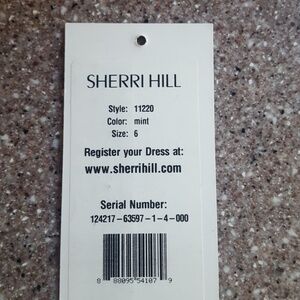 SHERRI HILL
Style: 11220
Color: mint
Size: 6
Register your Dress at:
www.sherrihill.com
Serial Number:
124217-63597-1-4-000
8 88095 54107 9